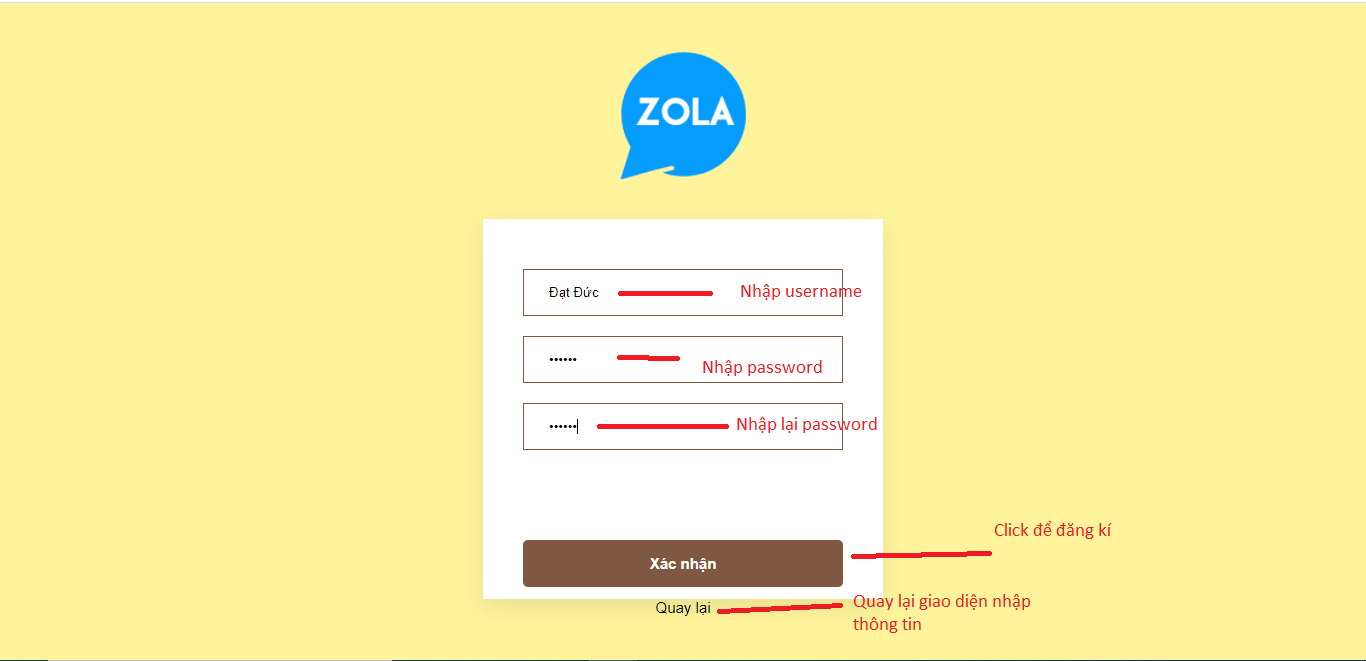 ZOLA
Đạt Đức
Nhập username
••••••
Nhập password
••••••
Nhập lại password
Click để đăng kí
Xác nhận
Quay lại
Quay lại giao diện nhập
thông tin